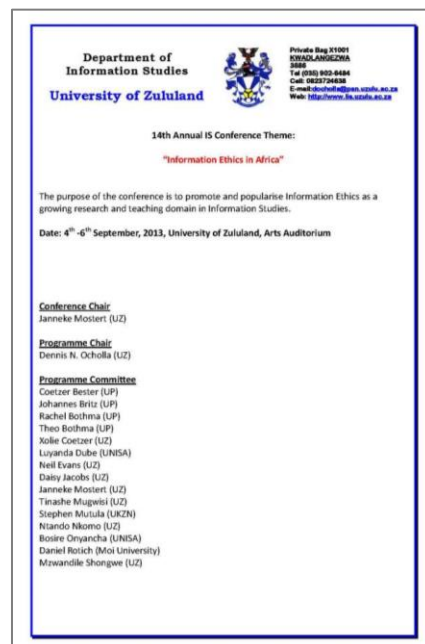 Department of
Information Studies
University of Zululand
Private Bag X1001
KWADLANGEZWA
3886
Tel (035) 902-6484
Cell: 0823724638
E-mail:docholla@pan.uzulu.ac.za
Web: http://www.lis.uzulu.ac.za
14th Annual IS Conference Theme:
"Information Ethics in Africa"
The purpose of the conference is to promote and popularise Information Ethics as a
growing research and teaching domain in Information Studies.
Date: 4th -6th September, 2013, University of Zululand, Arts Auditorium
Conference Chair
Janneke Mostert (UZ)
Programme Chair
Dennis N. Ocholla (UZ)
Programme Committee
Coetzer Bester (UP)
Johannes Britz (UP)
Rachel Bothma (UP)
Theo Bothma (UP)
Xolie Coetzer (UZ)
Luyanda Dube (UNISA)
Neil Evans (UZ)
Daisy Jacobs (UZ)
Janneke Mostert (UZ)
Tinashe Mugwisi (UZ)
Stephen Mutula (UKZN)
Ntando Nkomo (UZ)
Bosire Onyancha (UNISA)
Daniel Rotich (Moi University)
Mzwandile Shongwe (UZ)